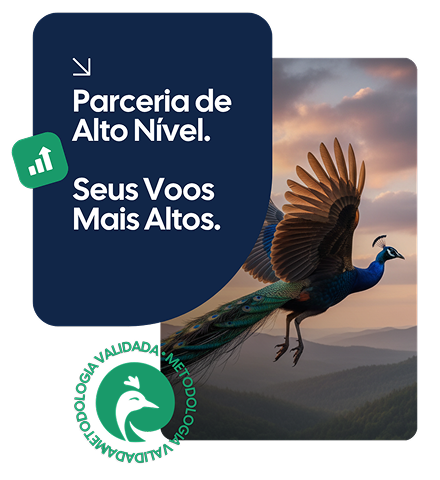 Parceria de
Alto Nível.
Seus Voos
Mais Altos.
METODOLOGIA VALIDADA • METODOLOGIA VALIDADA